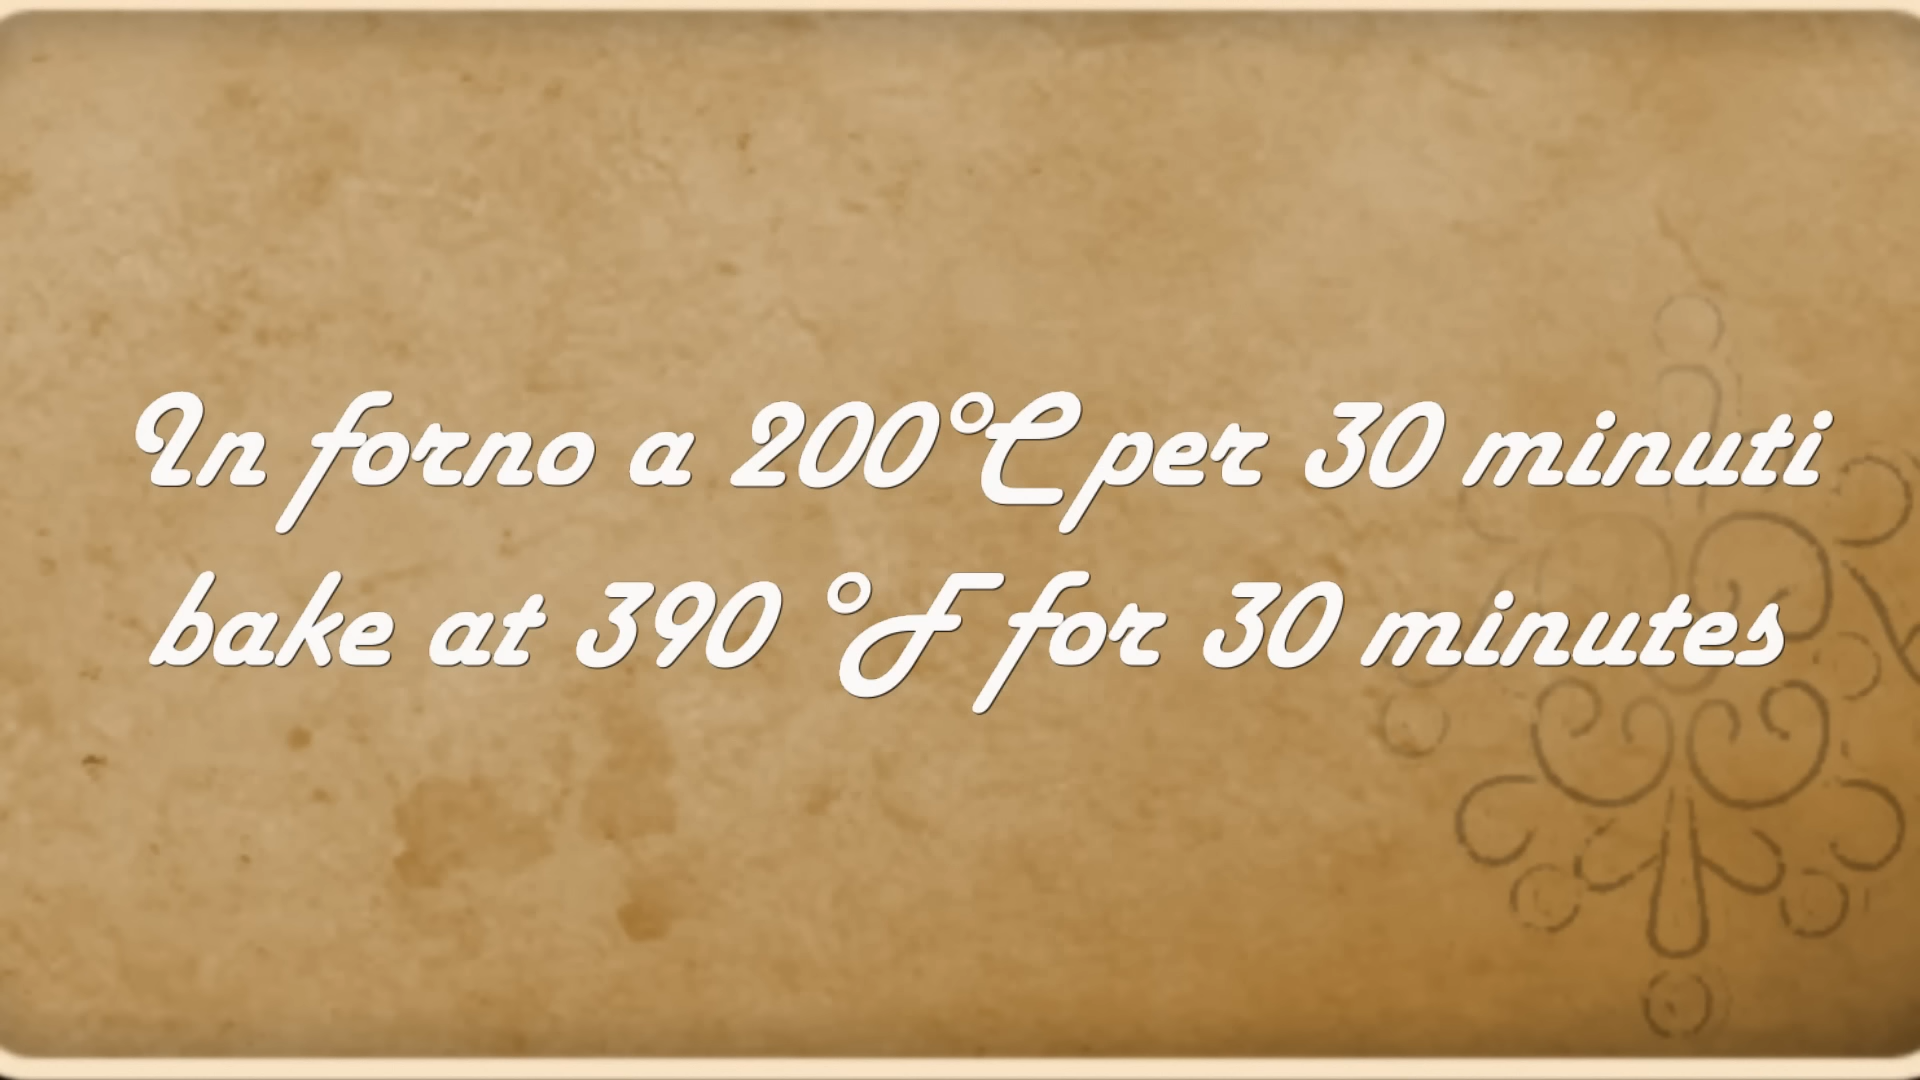 In forno a 200°C per 30 minuti
bake at 390 °F for 30 minutes